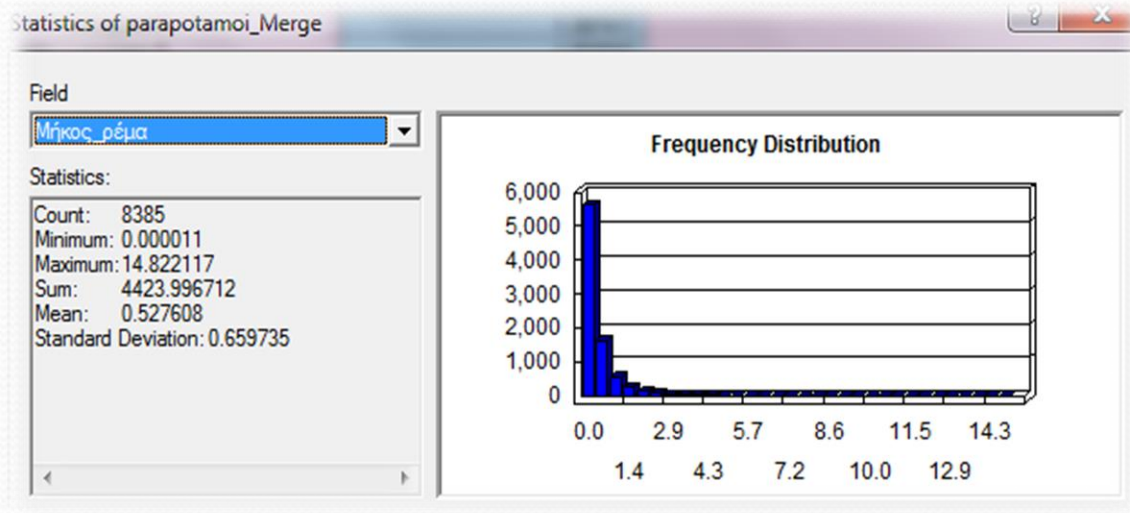 Statistics of parapotamoi_Merge
Field
Μήκος_ρέμα
Statistics:
Count: 8385
Minimum: 0.000011
Maximum: 14.822117
Sum: 4423.996712
Mean: 0.527608
Standard Deviation: 0.659735
Frequency Distribution
6,000
5,000
4,000
3,000
2,000
1,000
0
0.0 2.9 5.7 8.6 11.5 14.3
1.4 4.3 7.2 10.0 12.9